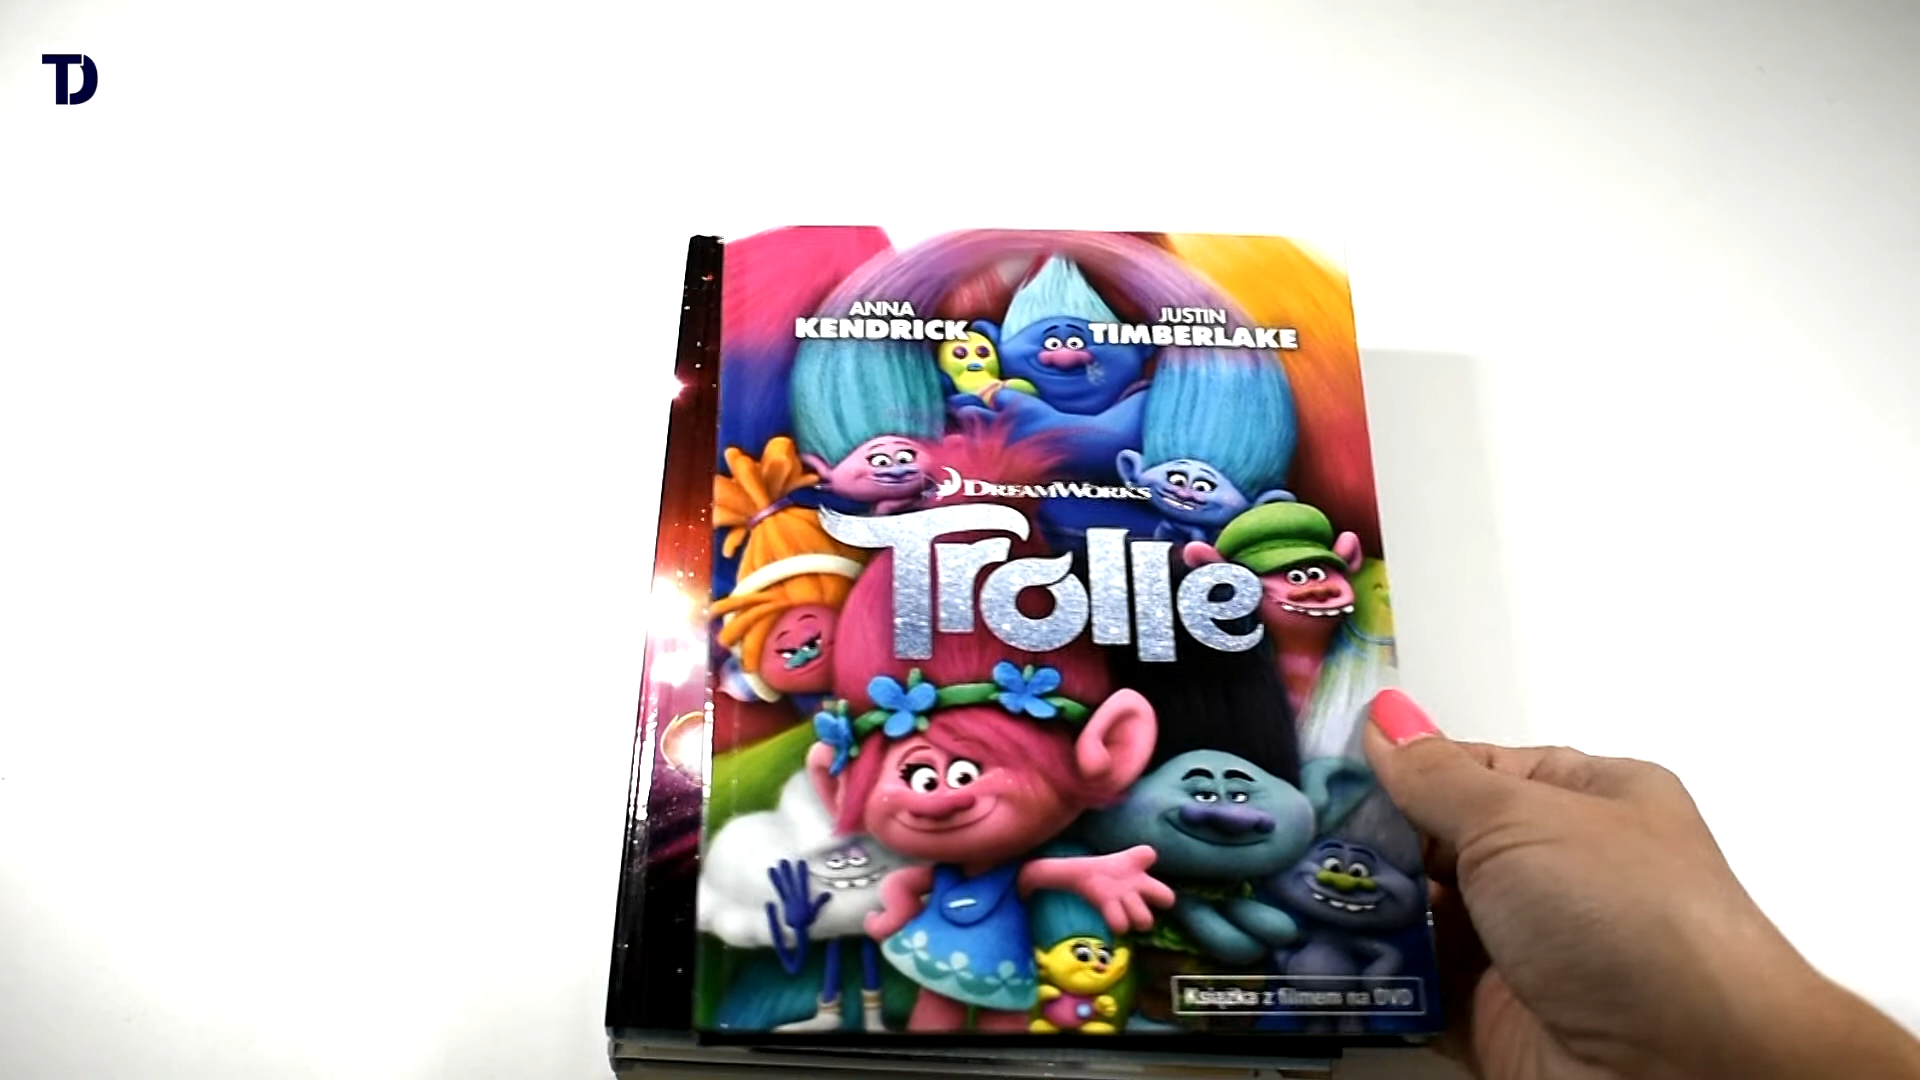 TD
ANNA
KENDRICK
JUSTIN
TIMBERLAKE
DREAMWORKS
Trolle
Książka z filmem na DVD